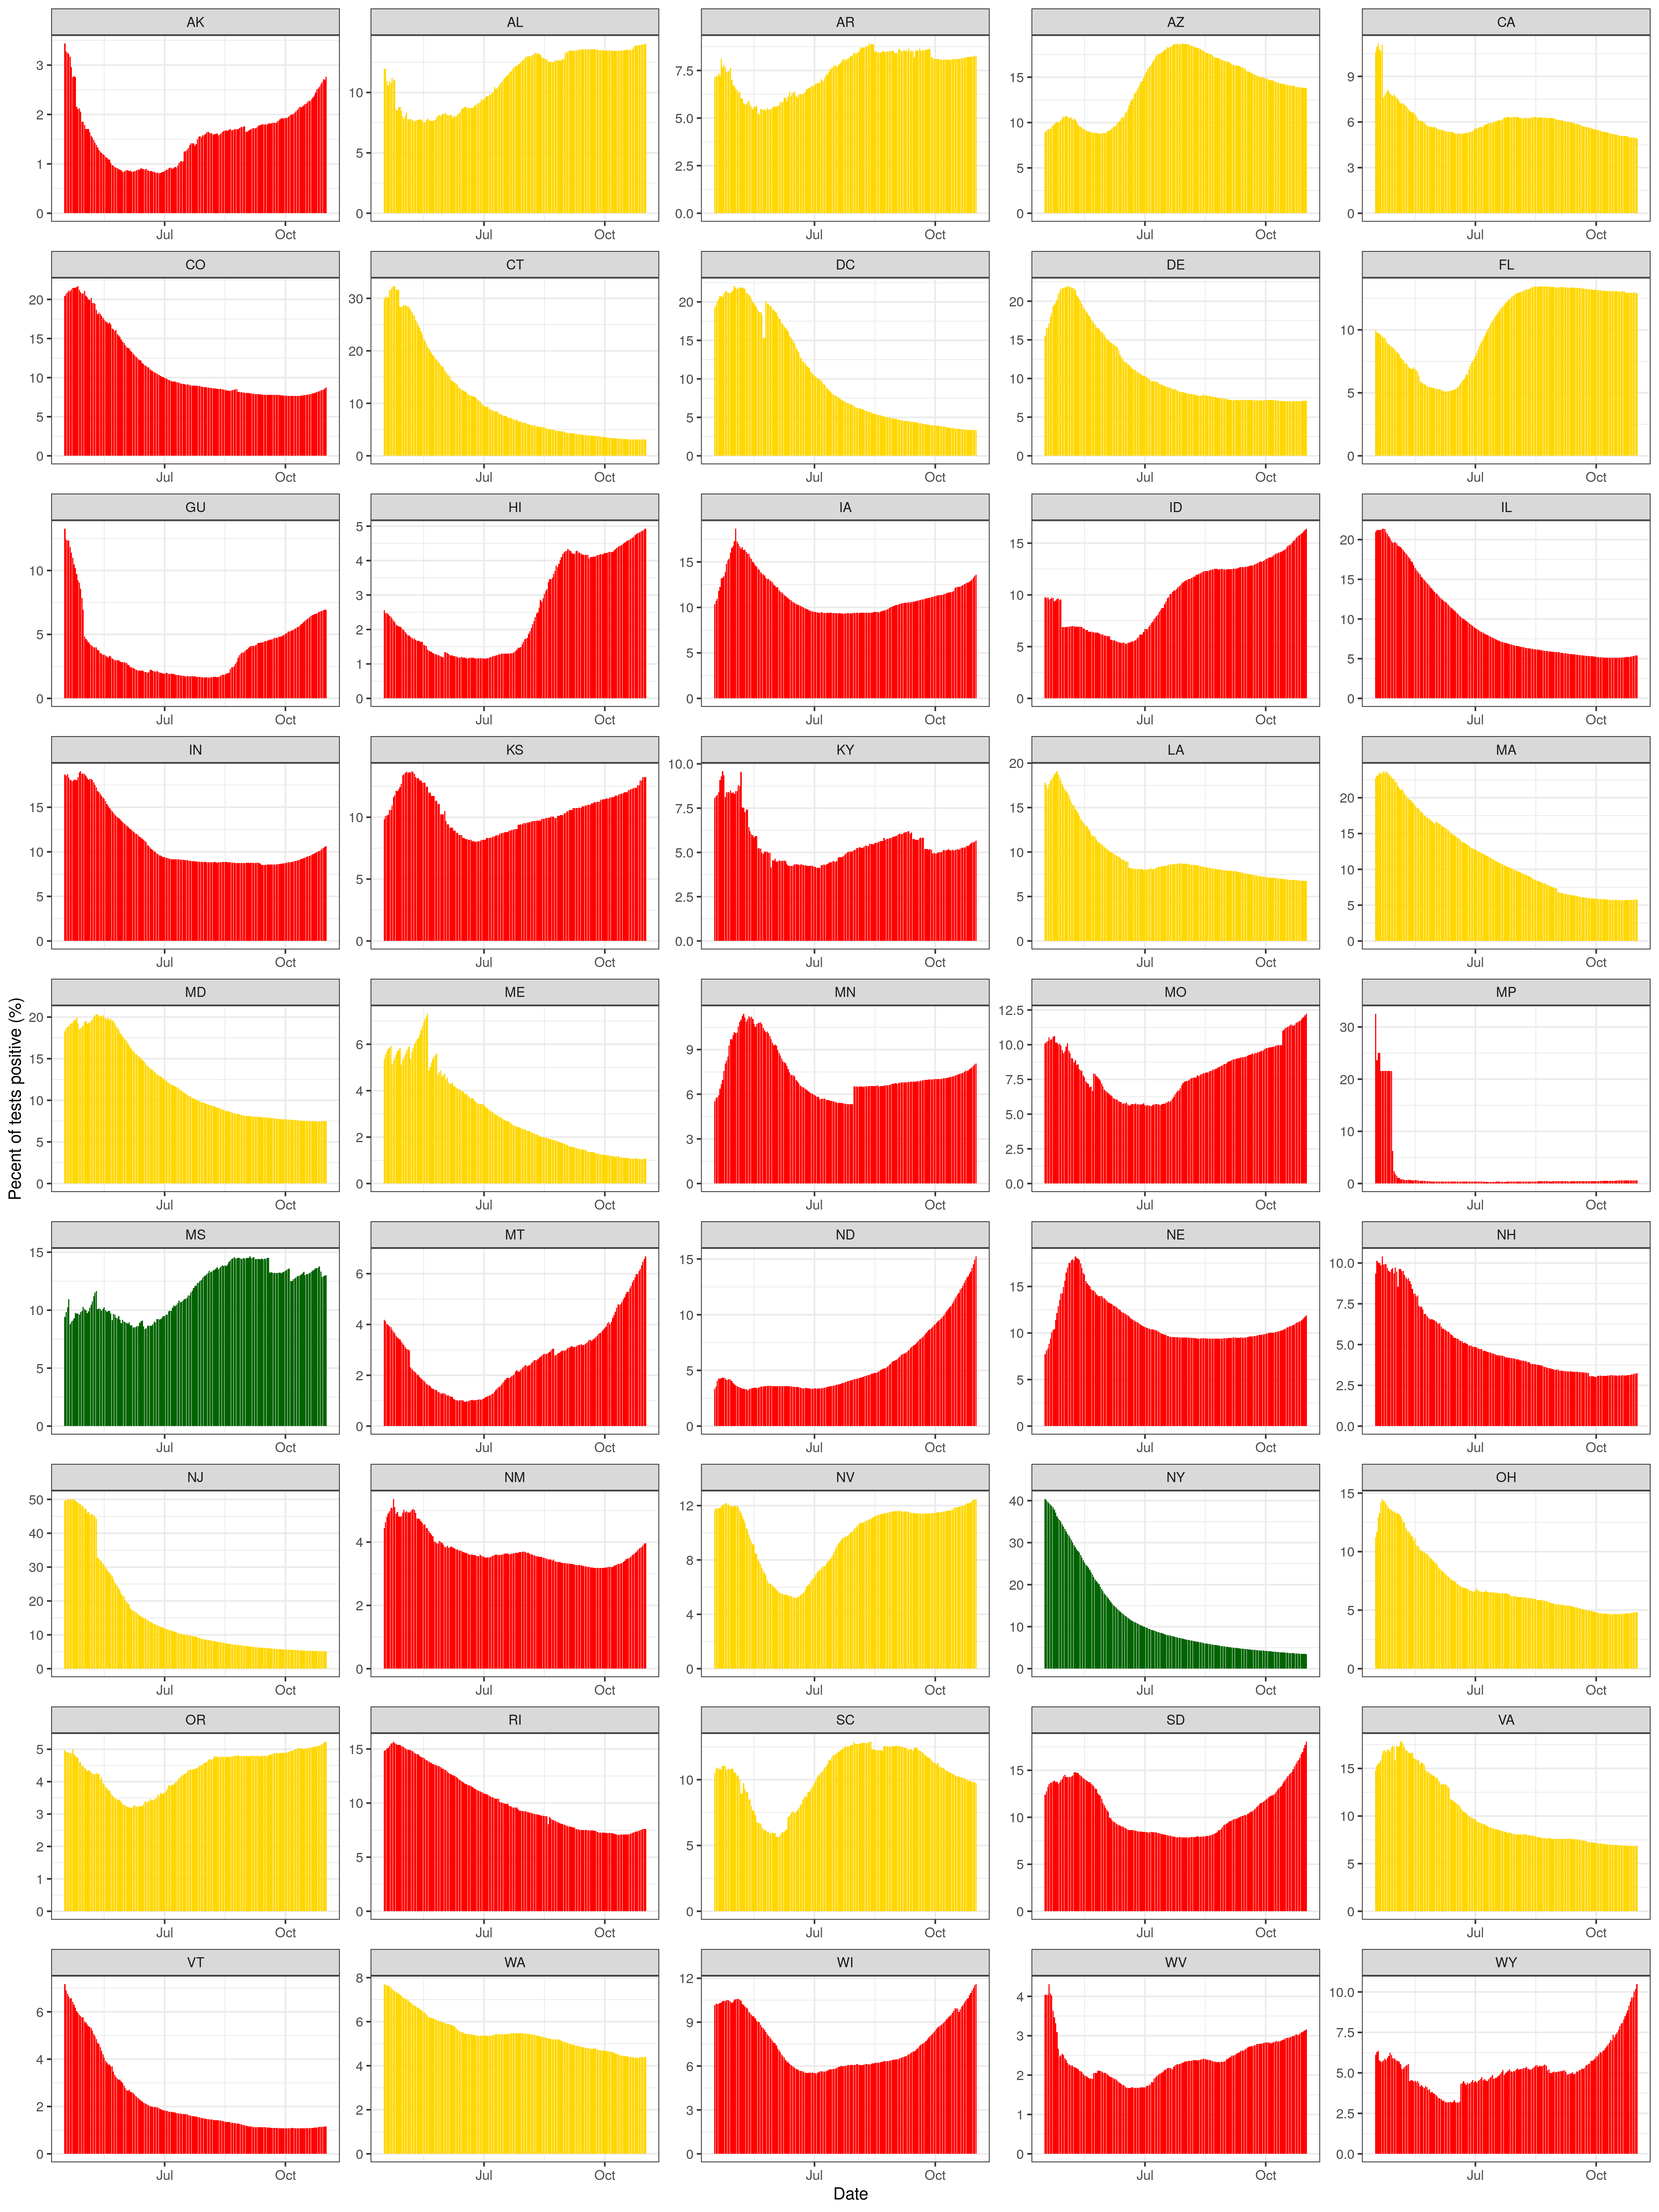 AK AL AR AZ CA
3 10 7.5 15 9
2 5.0 10 6
1 5 2.5 5 3
0 0 0.0 0 0
Jul Oct Jul Oct Jul Oct Jul Oct Jul Oct
CO CT DC DE FL
20 30 20 20 10
15 20 15 15
10 10 10 10 5
5 5 5
0 0 0 0 0
Jul Oct Jul Oct Jul Oct Jul Oct Jul Oct
GU HI IA ID IL
10 5 15 15 20
4 15
5 3 10 10 10
2 5 5 5
1
0 0 0 0 0
Jul Oct Jul Oct Jul Oct Jul Oct Jul Oct
IN KS KY LA MA
15 10 10.0 20 20
10 7.5 15 15
5 5 5.0 10 10
2.5 5 5
0 0 0.0 0 0
Jul Oct Jul Oct Jul Oct Jul Oct Jul Oct
Pecent of tests positive (%)
MD ME MN MO MP
20 6 9 12.5 30
15 4 6 10.0 20
10 7.5
5 2 3 5.0 10
2.5
0 0 0 0.0 0
Jul Oct Jul Oct Jul Oct Jul Oct Jul Oct
MS MT ND NE NH
15 6 15 15 10.0
10 4 10 10 7.5
5 2 5 5 5.0
2.5
0 0 0 0 0.0
Jul Oct Jul Oct Jul Oct Jul Oct Jul Oct
NJ NM NV NY OH
50 4 12 40 15
40 30
30 8 10
20 2 4 20 5
10 10
0 0 0 0 0
Jul Oct Jul Oct Jul Oct Jul Oct Jul Oct
OR RI SC SD VA
5 15 10 15 15
4
3 10 10 10
2 5 5 5 5
1
0 0 0 0 0
Jul Oct Jul Oct Jul Oct Jul Oct Jul Oct
VT WA WI WV WY
6 8 12 4 10.0
6 9 3 7.5
4 4 6 2 5.0
2 2 3 1 2.5
0 0 0 0 0.0
Jul Oct Jul Oct Jul Oct Jul Oct Jul Oct
Date